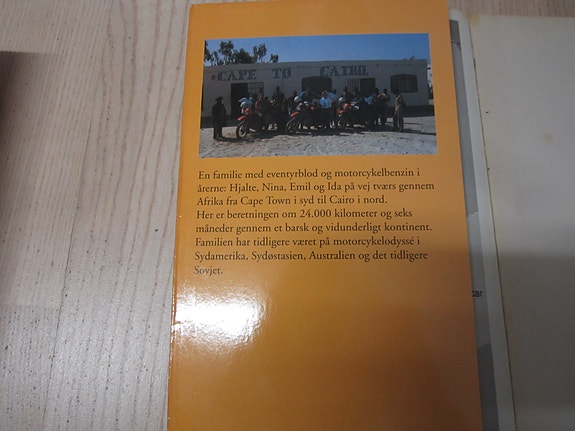 CAPE TO CAIRO.
En familie med eventyrblod og motorcykelbenzin i
årerne: Hjalte, Nina, Emil og Ida på vej tværs gennem
Afrika fra Cape Town i syd til Cairo i nord.
Her er beretningen om 24.000 kilometer og seks
måneder gennem et barsk og vidunderligt kontinent.
Familien har tidligere været på motorcykelodyssé i
Sydamerika, Sydøstasien, Australien og det tidligere
Sovjet.